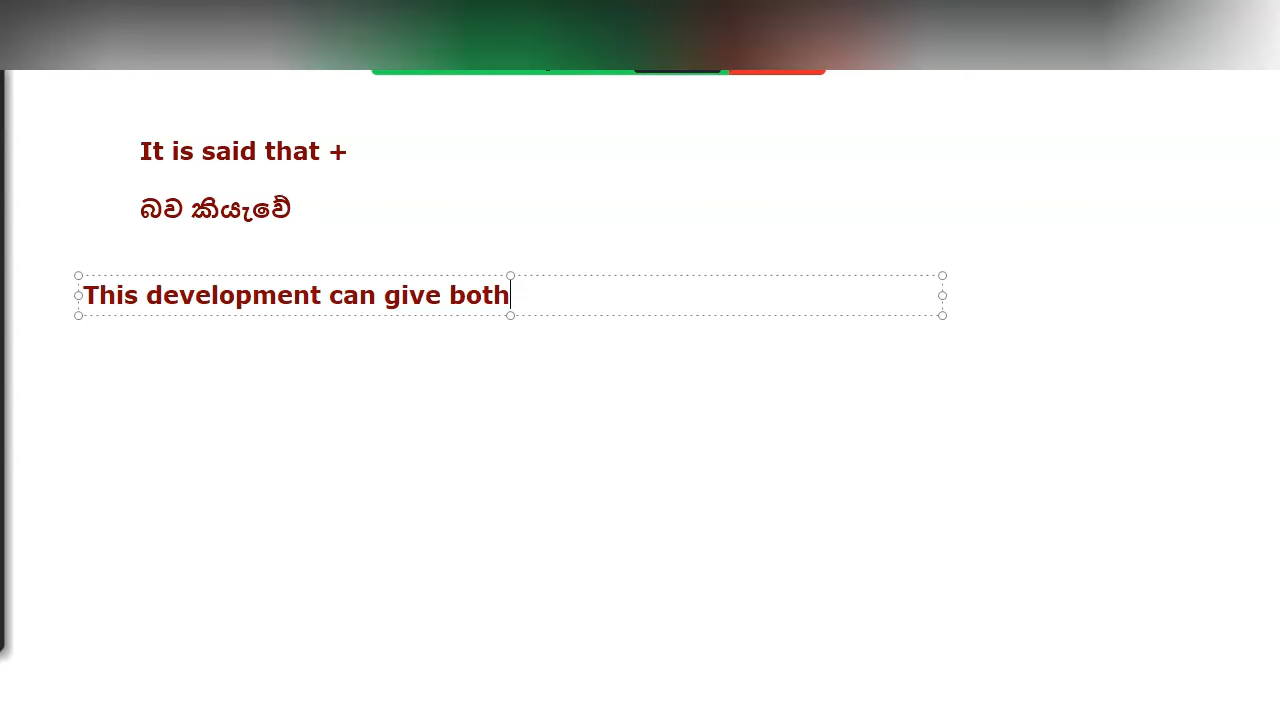 It is said that +
බව කියැවේ
This development can give both